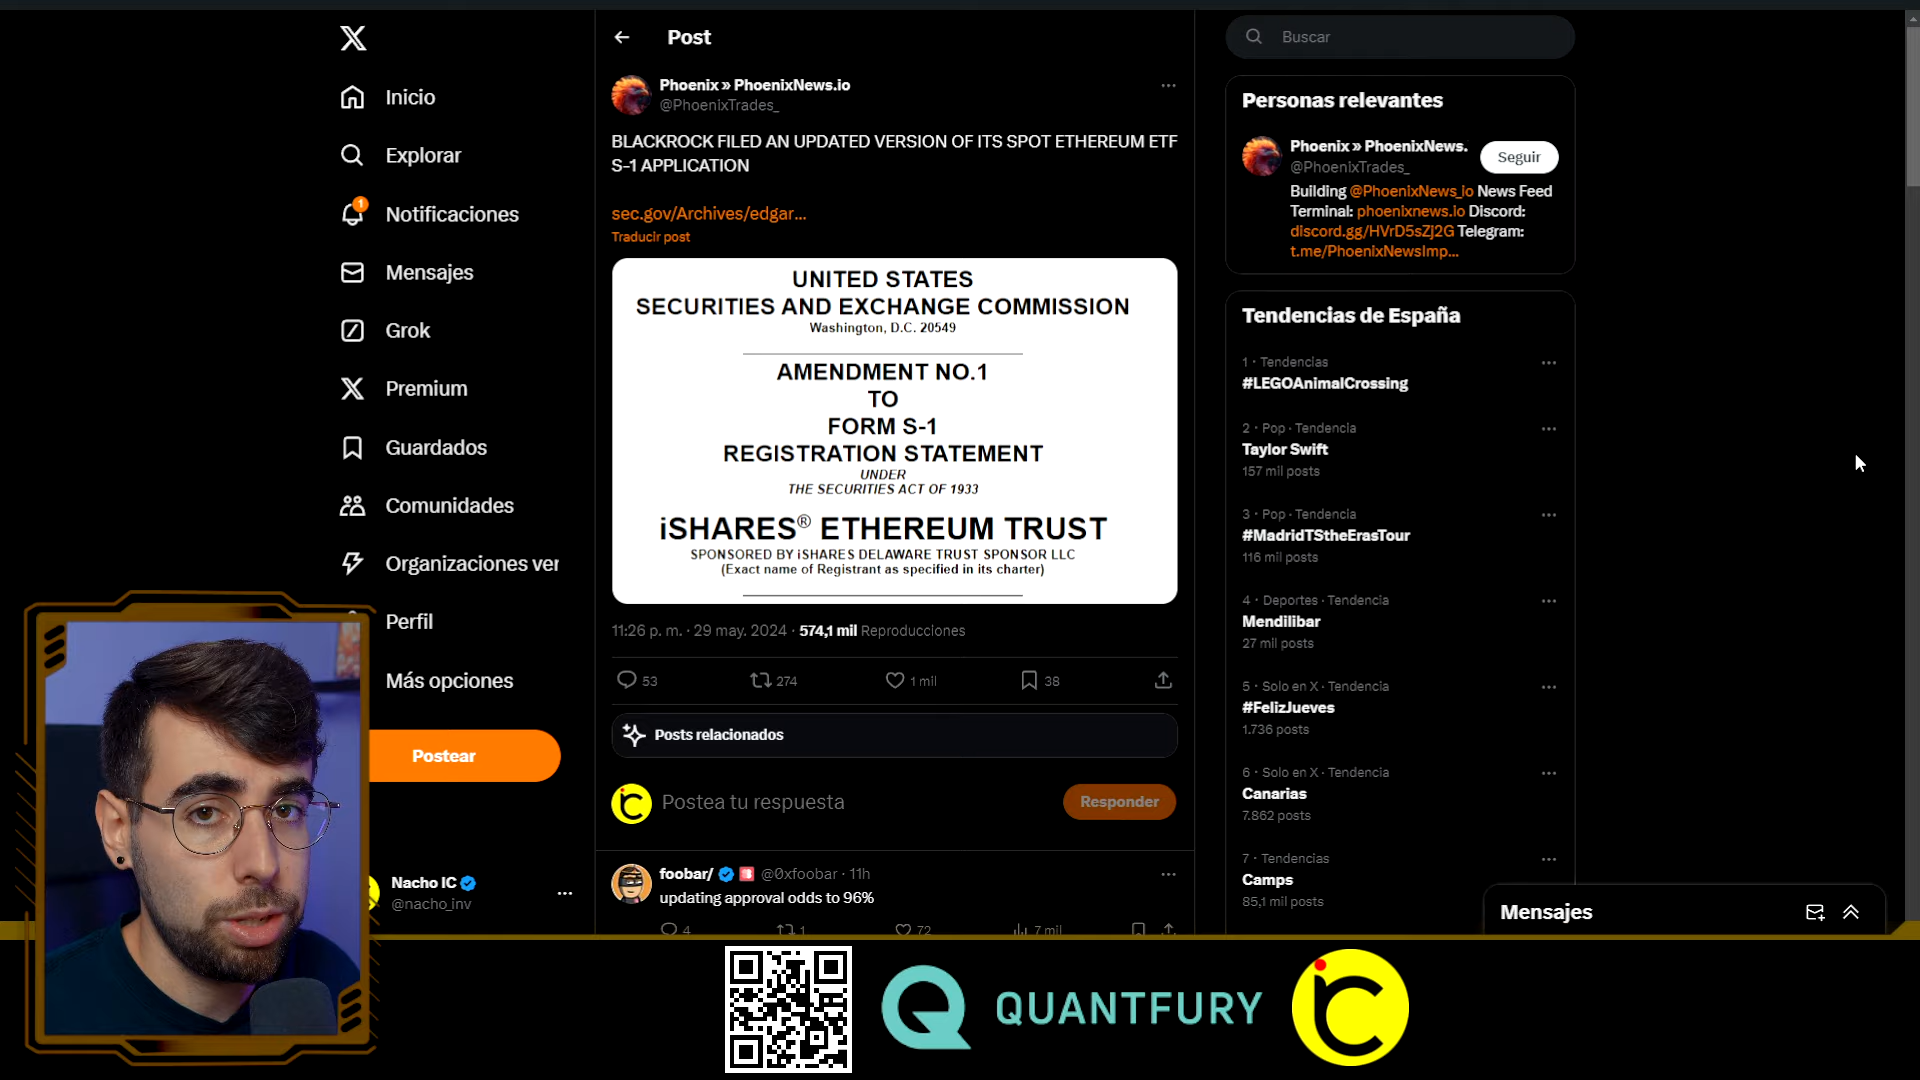 Inicio
Explorar
1
Notificaciones
Mensajes
Grok
Premium
Guardados
Comunidades
Organizaciones ver
Perfil
Más opciones
Postear
Nacho IC
@nacho_inv
Post
Phoenix » PhoenixNews.io
@PhoenixTrades_
BLACKROCK FILED AN UPDATED VERSION OF ITS SPOT ETHEREUM ETF
S-1 APPLICATION
sec.gov/Archives/edgar...
Traducir post
UNITED STATES
SECURITIES AND EXCHANGE COMMISSION
Washington, D.C. 20549
AMENDMENT NO.1
TO
FORM S-1
REGISTRATION STATEMENT
UNDER
THE SECURITIES ACT OF 1933
iSHARES® ETHEREUM TRUST
SPONSORED BY iSHARES DELAWARE TRUST SPONSOR LLC
(Exact name of Registrant as specified in its charter)
11:26 p. m. · 29 may. 2024 · 574,1 mil Reproducciones
53 274 1 mil 38
Posts relacionados
Postea tu respuesta
Responder
foobar/ @0xfoobar · 11h
updating approval odds to 96%
4 1 72 7 mil
Buscar
Personas relevantes
Phoenix » PhoenixNews.
@PhoenixTrades_
Seguir
Building @PhoenixNews_io News Feed
Terminal: phoenixnews.io Discord:
discord.gg/HVrD5sZj2G Telegram:
t.me/PhoenixNewsImp...
Tendencias de España
1 · Tendencias
#LEGOAnimalCrossing
2 · Pop · Tendencia
Taylor Swift
157 mil posts
3 · Pop · Tendencia
#MadridTStheErasTour
116 mil posts
4 · Deportes · Tendencia
Mendilibar
27 mil posts
5 · Solo en X · Tendencia
#FelizJueves
1.736 posts
6 · Solo en X · Tendencia
Canarias
7.862 posts
7 · Tendencias
Camps
85,1 mil posts
Mensajes
QUANTFURY